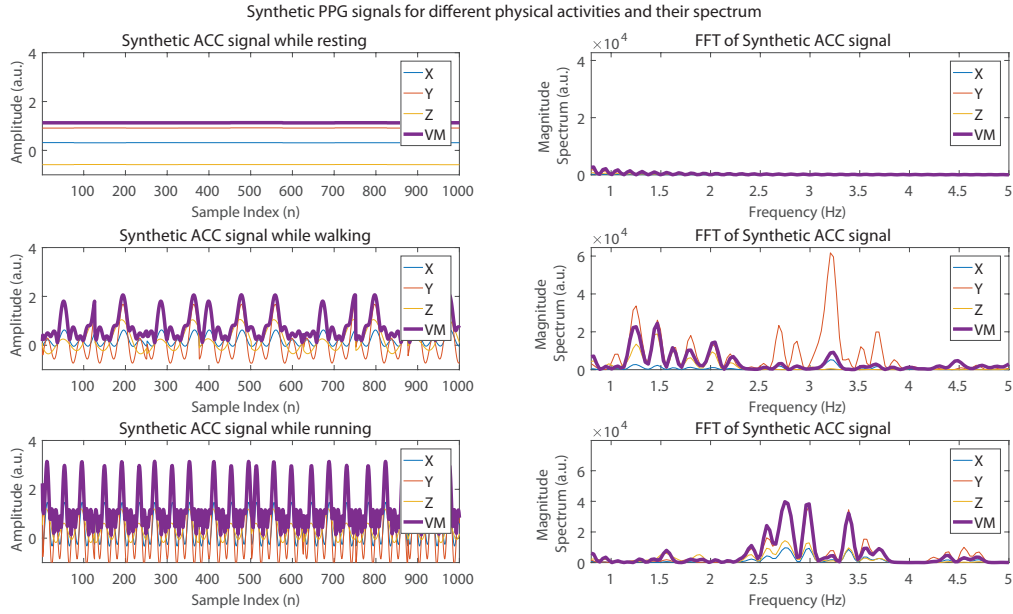 Synthetic PPG signals for different physical activities and their spectrum
Synthetic ACC signal while resting
Amplitude (a.u.)
4
2
0
X
Y
Z
VM
100 200 300 400 500 600 700 800 900 1000
Sample Index (n)
FFT of Synthetic ACC signal
×10⁴
Magnitude
Spectrum (a.u.)
4
2
0
X
Y
Z
VM
1 1.5 2 2.5 3 3.5 4 4.5 5
Frequency (Hz)
Synthetic ACC signal while walking
Amplitude (a.u.)
4
2
0
X
Y
Z
VM
100 200 300 400 500 600 700 800 900 1000
Sample Index (n)
FFT of Synthetic ACC signal
×10⁴
Magnitude
Spectrum (a.u.)
6
4
2
0
X
Y
Z
VM
1 1.5 2 2.5 3 3.5 4 4.5 5
Frequency (Hz)
Synthetic ACC signal while running
Amplitude (a.u.)
4
2
0
X
Y
Z
VM
100 200 300 400 500 600 700 800 900 1000
Sample Index (n)
FFT of Synthetic ACC signal
×10⁴
Magnitude
Spectrum (a.u.)
8
6
4
2
0
X
Y
Z
VM
1 1.5 2 2.5 3 3.5 4 4.5 5
Frequency (Hz)